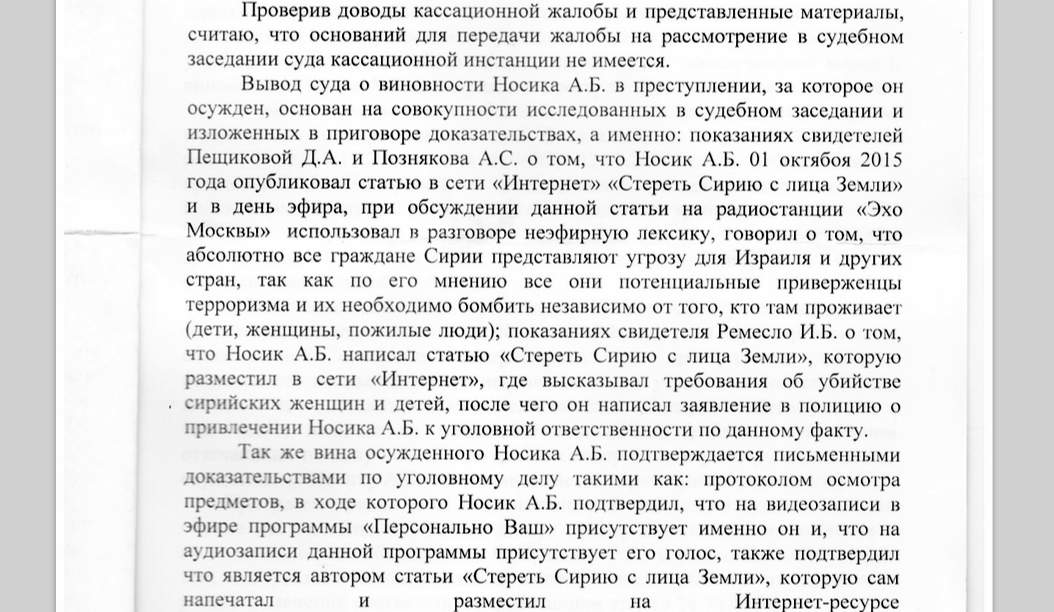 Проверив доводы кассационной жалобы и представленные материалы,
считаю, что оснований для передачи жалобы на рассмотрение в судебном
заседании суда кассационной инстанции не имеется.
Вывод суда о виновности Носика А.Б. в преступлении, за которое он
осужден, основан на совокупности исследованных в судебном заседании и
изложенных в приговоре доказательствах, а именно: показаниях свидетелей
Пещиковой Д.А. и Познякова А.С. о том, что Носик А.Б. 01 октября 2015
года опубликовал статью в сети «Интернет» «Стереть Сирию с лица Земли»
и в день эфира, при обсуждении данной статьи на радиостанции «Эхо
Москвы» использовал в разговоре неэфирную лексику, говорил о том, что
абсолютно все граждане Сирии представляют угрозу для Израиля и других
стран, так как по его мнению все они потенциальные приверженцы
терроризма и их необходимо бомбить независимо от того, кто там проживает
(дети, женщины, пожилые люди); показаниях свидетеля Ремесло И.Б. о том,
что Носик А.Б. написал статью «Стереть Сирию с лица Земли», которую
разместил в сети «Интернет», где высказывал требования об убийстве
сирийских женщин и детей, после чего он написал заявление в полицию о
привлечении Носика А.Б. к уголовной ответственности по данному факту.
Так же вина осужденного Носика А.Б. подтверждается письменными
доказательствами по уголовному делу такими как: протоколом осмотра
предметов, в ходе которого Носик А.Б. подтвердил, что на видеозаписи в
эфире программы «Персонально Ваш» присутствует именно он и, что на
аудиозаписи данной программы присутствует его голос, также подтвердил
что является автором статьи «Стереть Сирию с лица Земли», которую сам
напечатал и разместил на Интернет-ресурсе